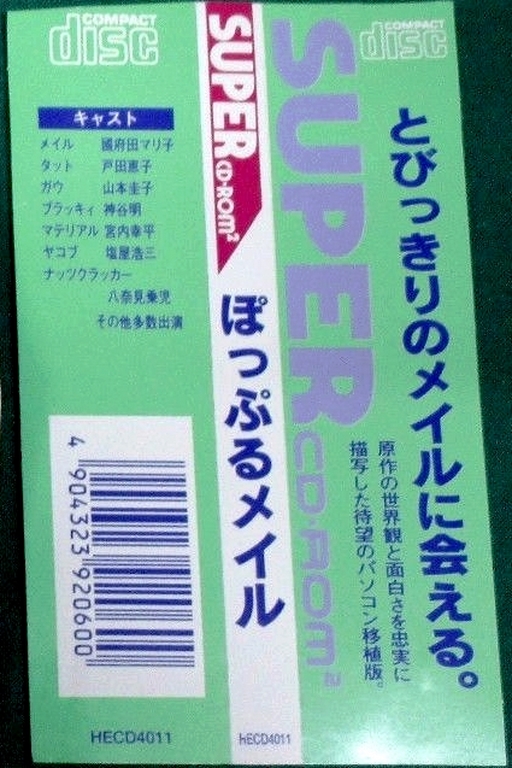 COMPACT
disc
キャスト
メイル 國府田マリ子
タット 戸田恵子
ガウ 山本圭子
ブラッキィ 神谷明
マテリアル 宮内幸平
ヤコブ 塩屋浩三
ナッツクラッカー
八奈見乗児
その他多数出演
4 904323 920600
HECD4011
SUPER CD-ROM²
ぽっぷるメイル
HECD4011
COMPACT
disc
SUPER CD-ROM²
とびっきりのメイルに会える。
原作の世界観と面白さを忠実に
描写した待望のパソコン移植版。